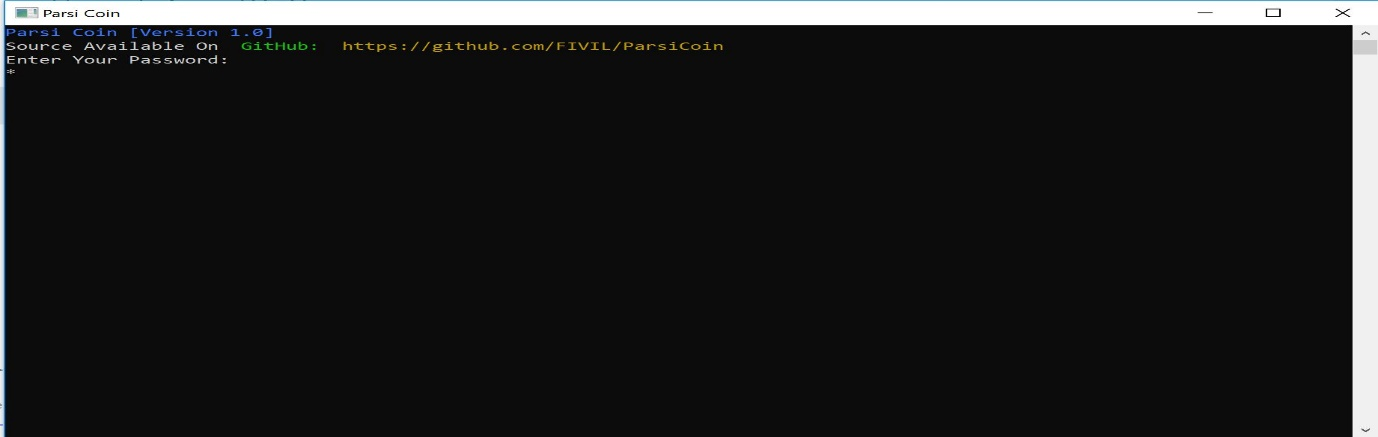 Parsi Coin
Parsi Coin [Version 1.0]
Source Available On  GitHub:  https://github.com/FIVIL/ParsiCoin
Enter Your Password:
*